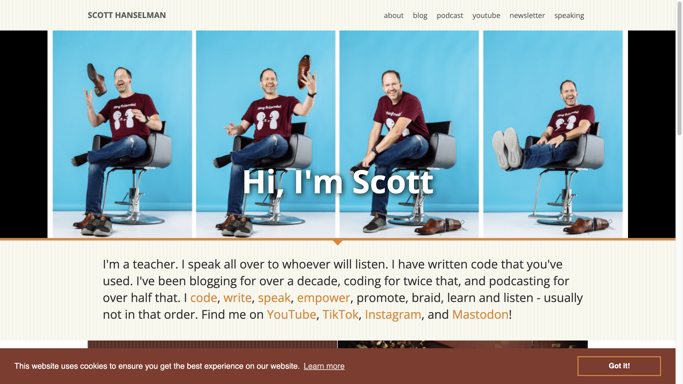 SCOTT HANSELMAN
about blog podcast youtube newsletter speaking
Hi, I'm Scott
I'm a teacher. I speak all over to whoever will listen. I have written code that you've
used. I've been blogging for over a decade, coding for twice that, and podcasting for
over half that. I code, write, speak, empower, promote, braid, learn and listen - usually
not in that order. Find me on YouTube, TikTok, Instagram, and Mastodon!
This website uses cookies to ensure you get the best experience on our website. Learn more
Got it!